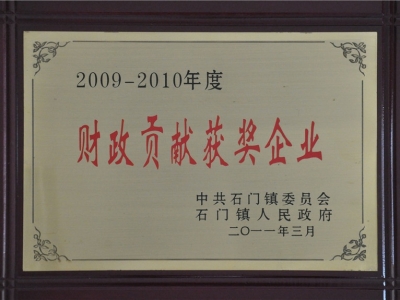 2009-2010年度
财政贡献获奖企业
中共石门镇委员会
石门镇人民政府
二〇一一年三月